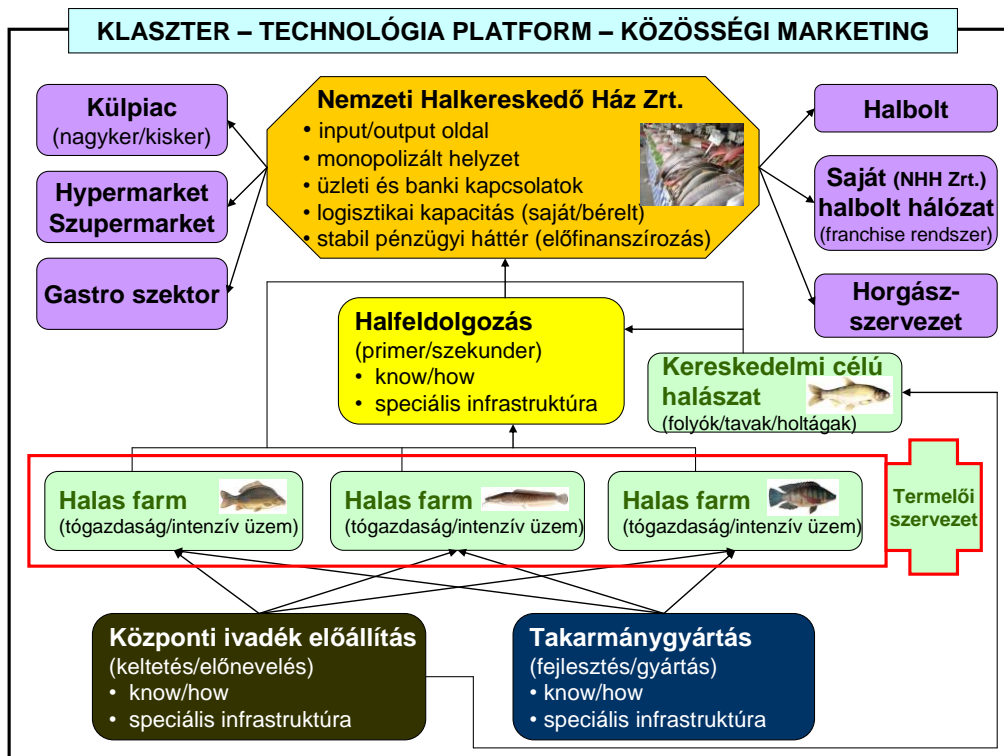 KLASZTER – TECHNOLÓGIA PLATFORM – KÖZÖSSÉGI MARKETING
Külpiac
(nagyker/kisker)
Hypermarket
Szupermarket
Gastro szektor
Nemzeti Halkereskedő Ház Zrt.
• input/output oldal
• monopolizált helyzet
• üzleti és banki kapcsolatok
• logisztikai kapacitás (saját/bérelt)
• stabil pénzügyi háttér (előfinanszírozás)
Halbolt
Saját (NHH Zrt.)
halbolt hálózat
(franchise rendszer)
Horgász-
szervezet
Halfeldolgozás
(primer/szekunder)
• know/how
• speciális infrastruktúra
Kereskedelmi célú
halászat
(folyók/tavak/holtágak)
Halas farm
(tógazdaság/intenzív üzem)
Halas farm
(tógazdaság/intenzív üzem)
Halas farm
(tógazdaság/intenzív üzem)
Termelői
szervezet
Központi ivadék előállítás
(keltetés/előnevelés)
• know/how
• speciális infrastruktúra
Takarmánygyártás
(fejlesztés/gyártás)
• know/how
• speciális infrastruktúra